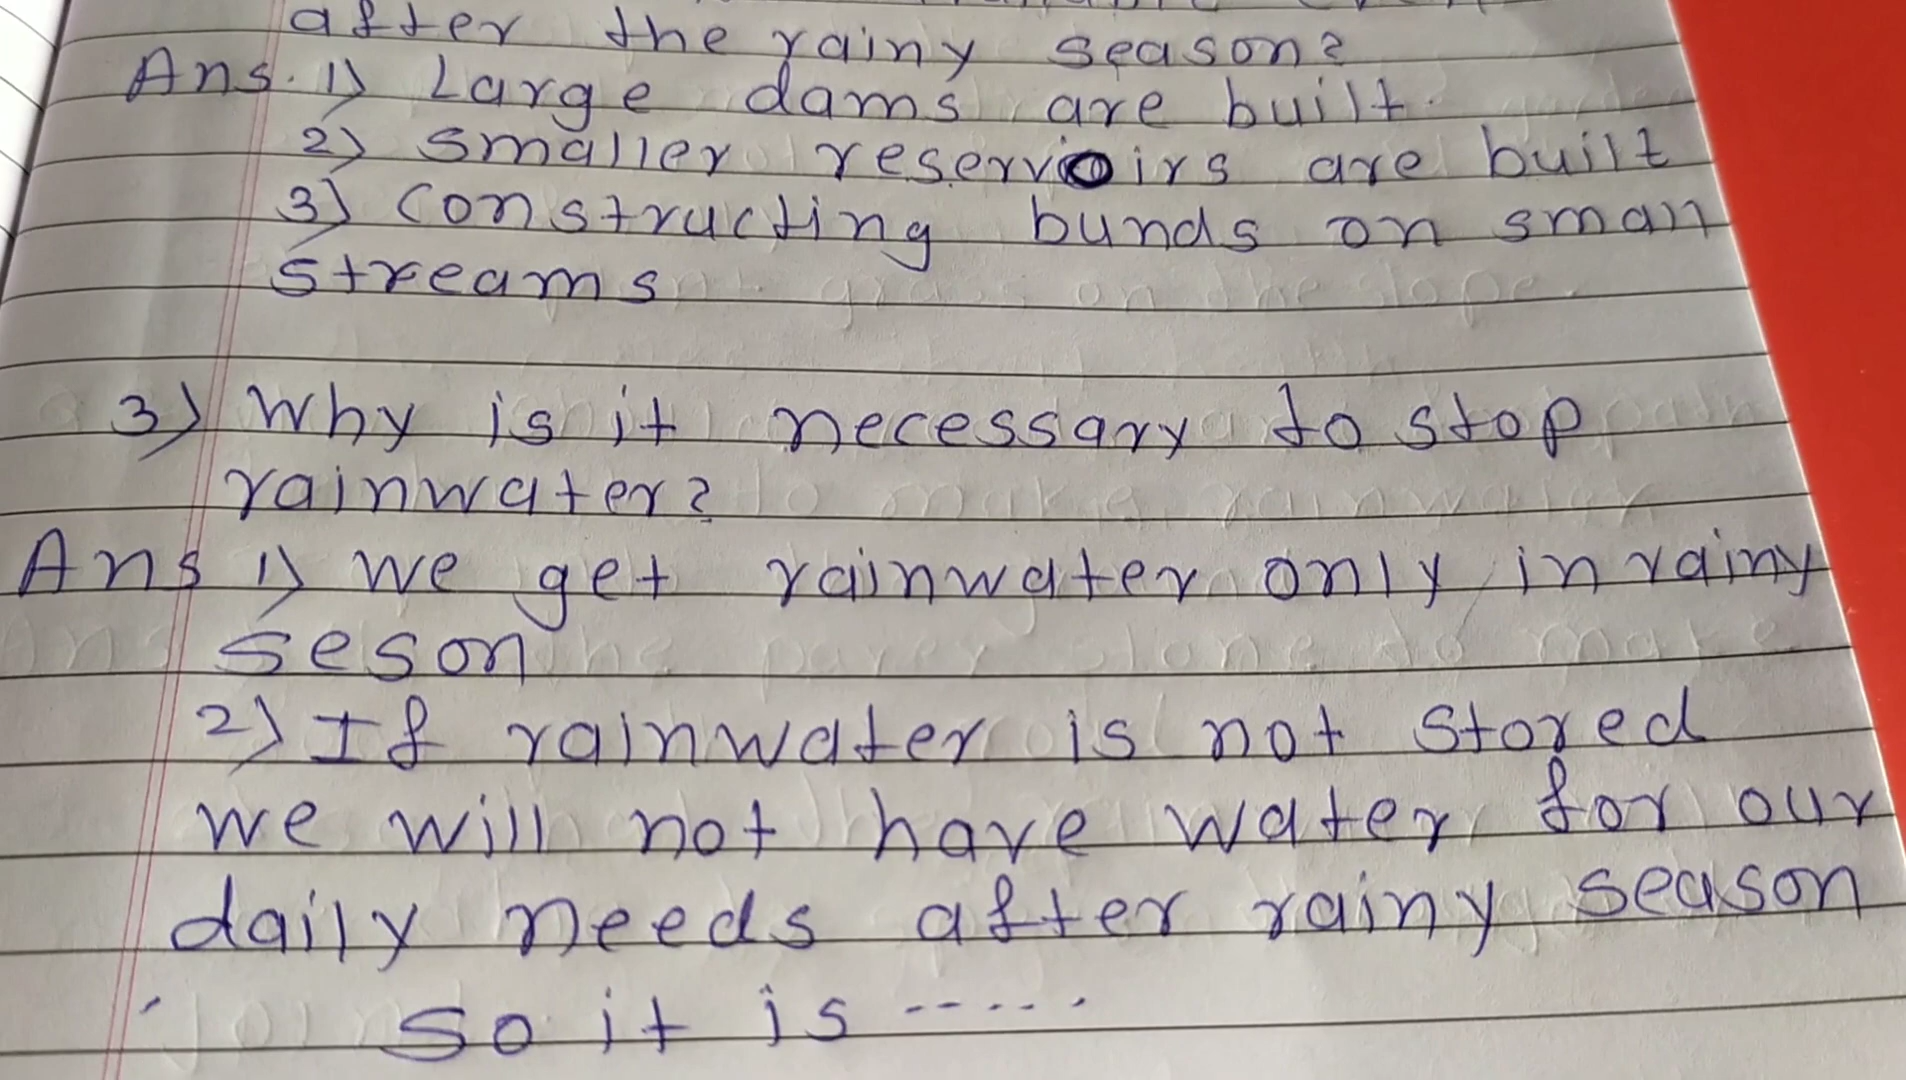 after the rainy season?
Ans. 1) Large dams are built.
2) smaller reservoirs are built
3) Constructing bunds on small
streams
3) Why is it necessary to stop
rainwater?
Ans 1) we get rainwater only in rainy
seson
2) If rainwater is not stored
we will not have water for our
daily needs after rainy season
so it is -----